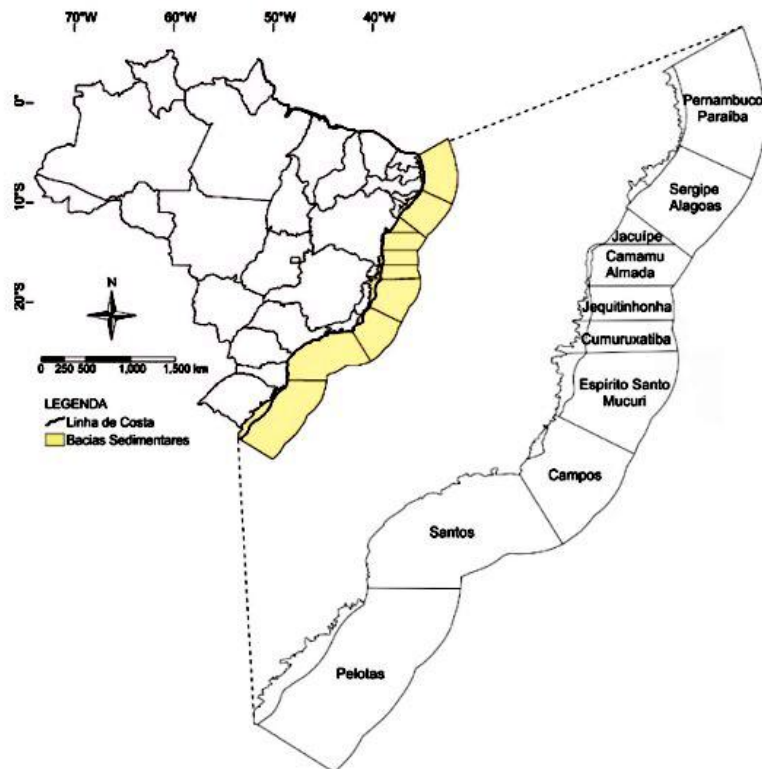 70°W 60°W 50°W 40°W
0°
10°S
20°S
N
0 250 500 1,000 1,500 km
LEGENDA
Linha de Costa
Bacias Sedimentares
Pernambuco
Paraíba
Sergipe
Alagoas
Jacuípe
Camamu
Almada
Jequitinhonha
Cumuruxatiba
Espírito Santo
Mucuri
Campos
Santos
Pelotas